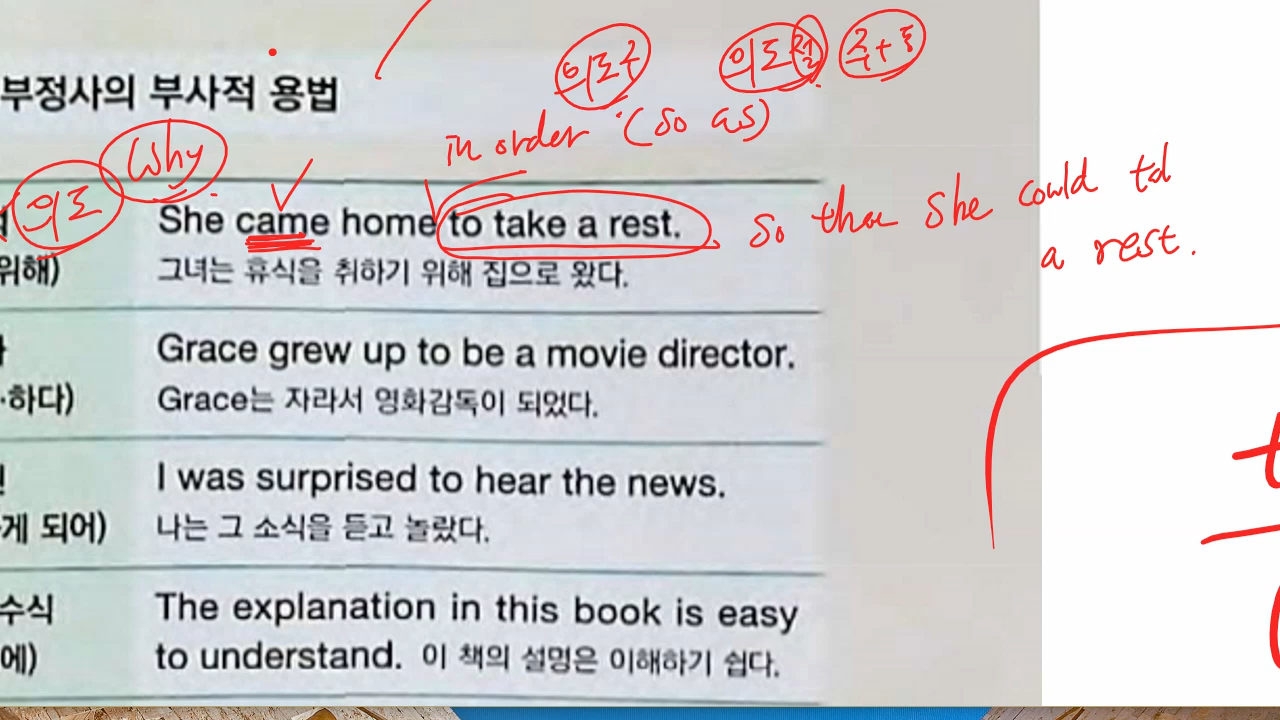 의도구 의도절 주+동
부정사의 부사적 용법
in order (so as)
Why
의도
She came home to take a rest.
so that she could
a rest.
위해)
그녀는 휴식을 취하기 위해 집으로 왔다.
Grace grew up to be a movie director.
·하다)
Grace는 자라서 영화감독이 되었다.
I was surprised to hear the news.
게 되어)
나는 그 소식을 듣고 놀랐다.
수식
The explanation in this book is easy
에)
to understand. 이 책의 설명은 이해하기 쉽다.